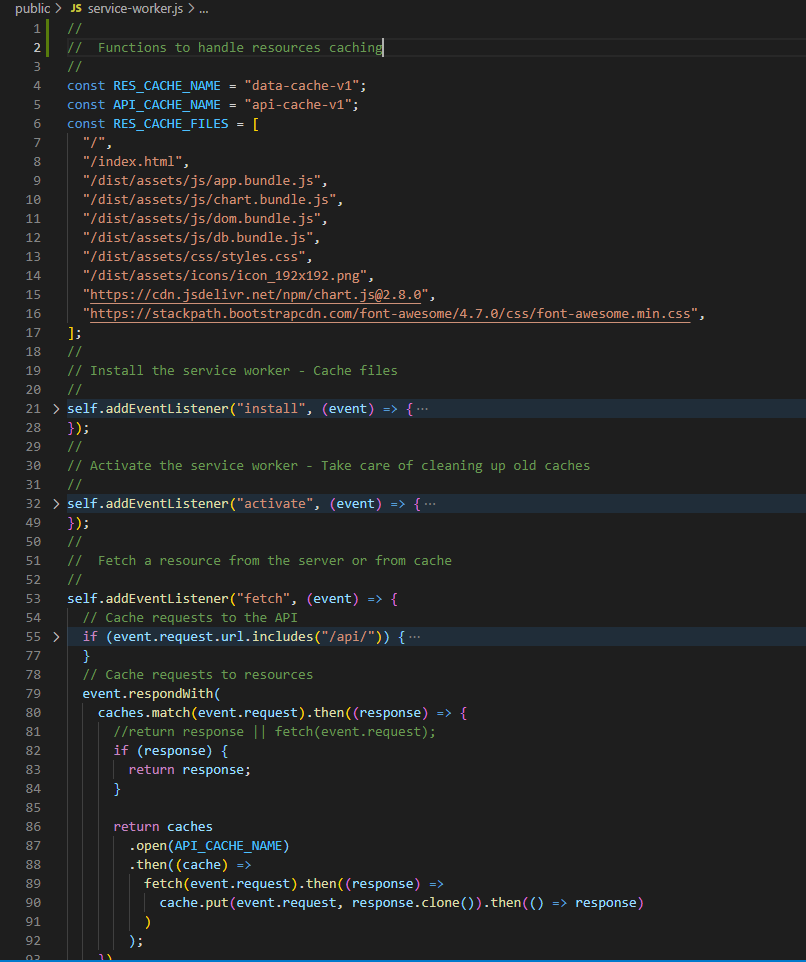 public > JS service-worker.js > ...
1 //
2 //  Functions to handle resources caching
3 //
4 const RES_CACHE_NAME = "data-cache-v1";
5 const API_CACHE_NAME = "api-cache-v1";
6 const RES_CACHE_FILES = [
7   "/",
8   "/index.html",
9   "/dist/assets/js/app.bundle.js",
10   "/dist/assets/js/chart.bundle.js",
11   "/dist/assets/js/dom.bundle.js",
12   "/dist/assets/js/db.bundle.js",
13   "/dist/assets/css/styles.css",
14   "/dist/assets/icons/icon_192x192.png",
15   "https://cdn.jsdelivr.net/npm/chart.js@2.8.0",
16   "https://stackpath.bootstrapcdn.com/font-awesome/4.7.0/css/font-awesome.min.css",
17 ];
18 //
19 // Install the service worker - Cache files
20 //
21 > self.addEventListener("install", (event) => { ...
28 });
29 //
30 // Activate the service worker - Take care of cleaning up old caches
31 //
32 > self.addEventListener("activate", (event) => { ...
49 });
50 //
51 //  Fetch a resource from the server or from cache
52 //
53 self.addEventListener("fetch", (event) => {
54   // Cache requests to the API
55 >   if (event.request.url.includes("/api/")) { ...
77   }
78   // Cache requests to resources
79   event.respondWith(
80     caches.match(event.request).then((response) => {
81       //return response || fetch(event.request);
82       if (response) {
83         return response;
84       }
85
86       return caches
87         .open(API_CACHE_NAME)
88         .then((cache) =>
89           fetch(event.request).then((response) =>
90             cache.put(event.request, response.clone()).then(() => response)
91           )
92         );
93     })